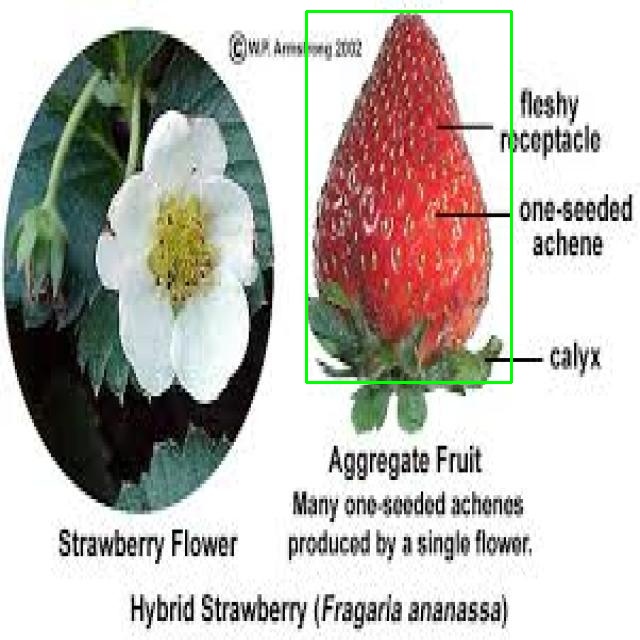 ©W.P. Armstrong 2002
fleshy
receptacle
one-seeded
achene
calyx
Aggregate Fruit
Many one-seeded achenes
produced by a single flower.
Strawberry Flower
Hybrid Strawberry (Fragaria ananassa)